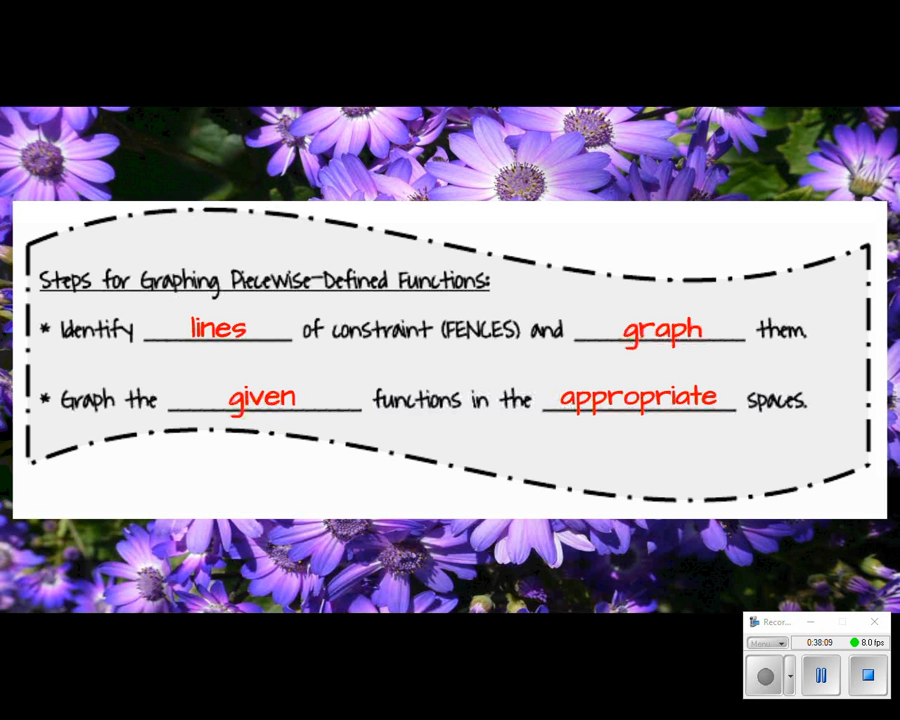 Steps for Graphing Piecewise-Defined Functions:
* Identify lines of constraint (FENCES) and graph them.
* Graph the given functions in the appropriate spaces.
Recor...
Menu
0:38:09
8.0 fps